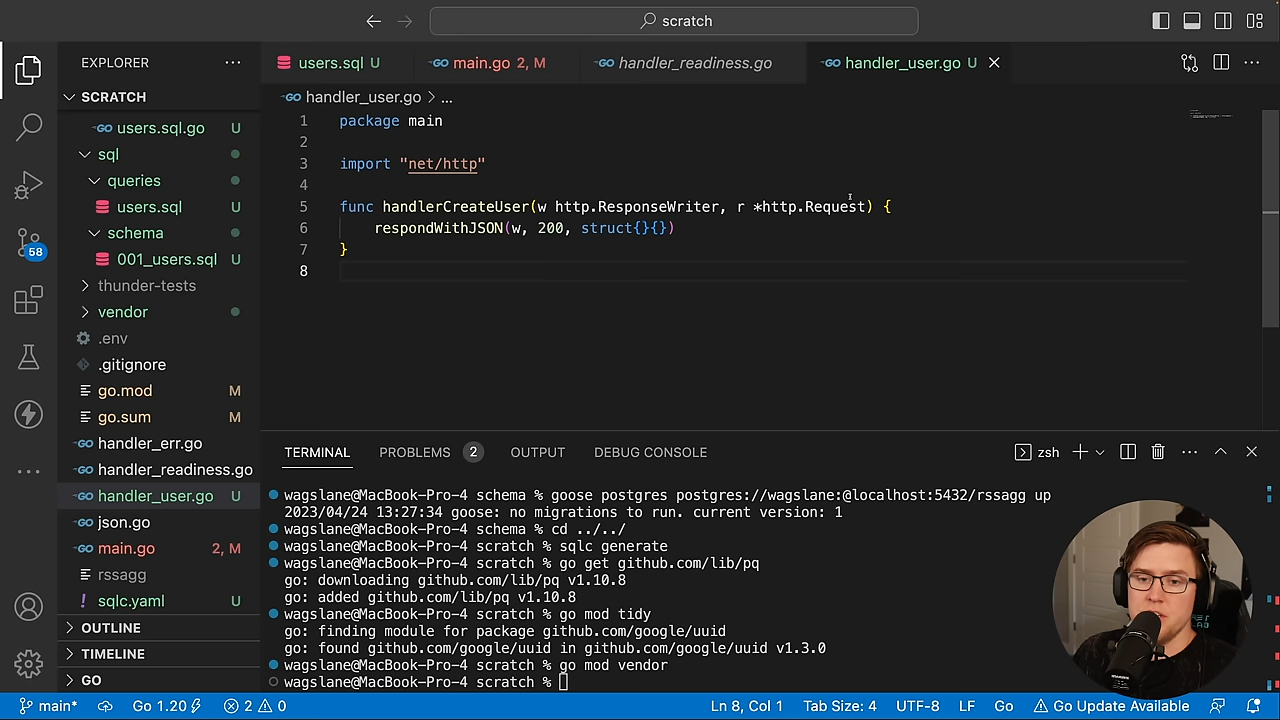 scratch
EXPLORER
users.sql U
main.go 2, M
handler_readiness.go
handler_user.go U
SCRATCH
handler_user.go > ...
users.sql.go U
sql
queries
users.sql U
schema
001_users.sql U
thunder-tests
vendor
.env
.gitignore
go.mod M
go.sum M
handler_err.go
handler_readiness.go
handler_user.go U
json.go
main.go 2, M
rssagg
sqlc.yaml U
OUTLINE
TIMELINE
GO
58
1 package main
2
3 import "net/http"
4
5 func handlerCreateUser(w http.ResponseWriter, r *http.Request) {
6 respondWithJSON(w, 200, struct{}{})
7 }
8
TERMINAL PROBLEMS 2 OUTPUT DEBUG CONSOLE zsh
wagslane@MacBook-Pro-4 schema % goose postgres postgres://wagslane:@localhost:5432/rssagg up
2023/04/24 13:27:34 goose: no migrations to run. current version: 1
wagslane@MacBook-Pro-4 schema % cd ../../
wagslane@MacBook-Pro-4 scratch % sqlc generate
wagslane@MacBook-Pro-4 scratch % go get github.com/lib/pq
go: downloading github.com/lib/pq v1.10.8
go: added github.com/lib/pq v1.10.8
wagslane@MacBook-Pro-4 scratch % go mod tidy
go: finding module for package github.com/google/uuid
go: found github.com/google/uuid in github.com/google/uuid v1.3.0
wagslane@MacBook-Pro-4 scratch % go mod vendor
wagslane@MacBook-Pro-4 scratch %
main* Go 1.20 2 0 Ln 8, Col 1 Tab Size: 4 UTF-8 LF Go Go Update Available